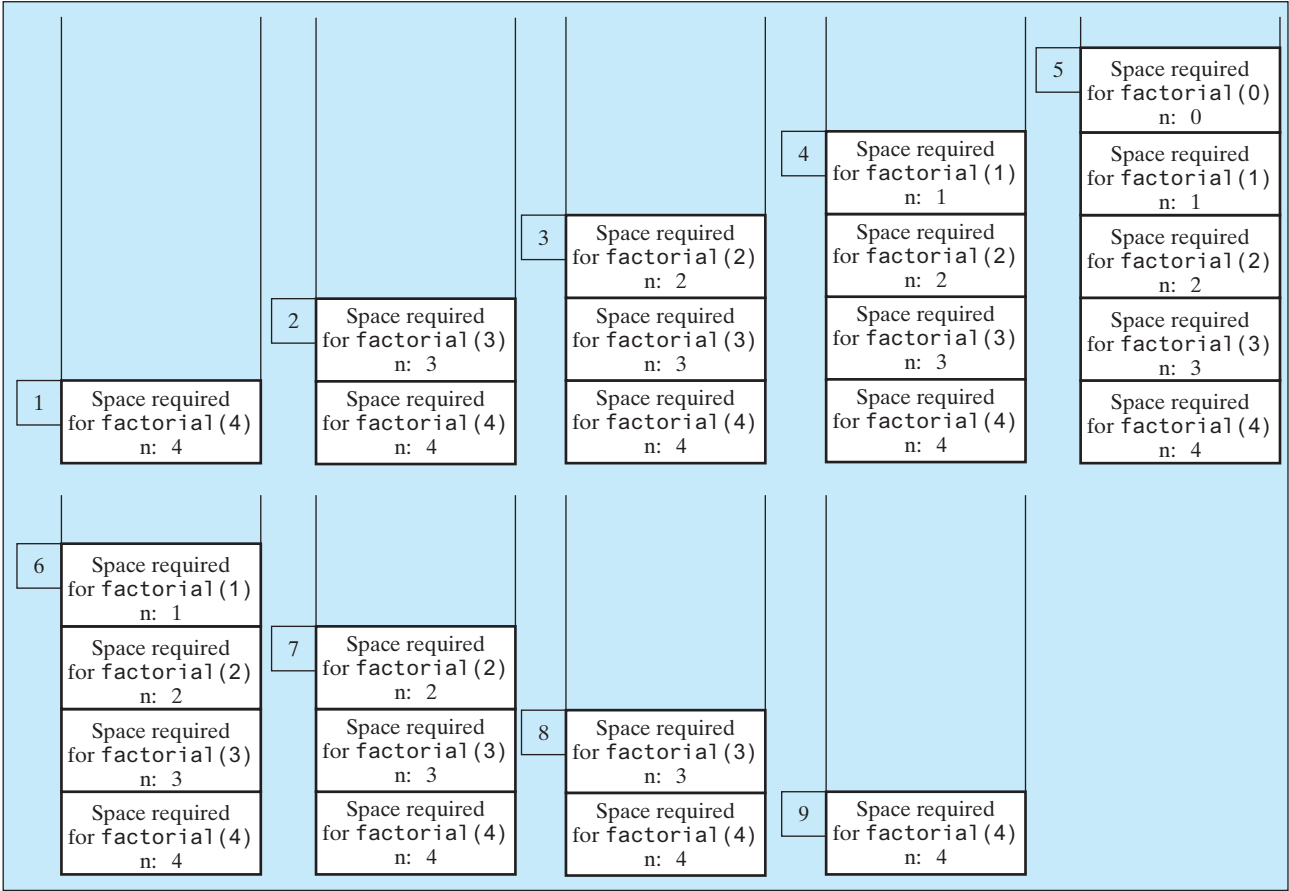 1
Space required
for factorial(4)
n: 4
2
Space required
for factorial(3)
n: 3
Space required
for factorial(4)
n: 4
3
Space required
for factorial(2)
n: 2
Space required
for factorial(3)
n: 3
Space required
for factorial(4)
n: 4
4
Space required
for factorial(1)
n: 1
Space required
for factorial(2)
n: 2
Space required
for factorial(3)
n: 3
Space required
for factorial(4)
n: 4
5
Space required
for factorial(0)
n: 0
Space required
for factorial(1)
n: 1
Space required
for factorial(2)
n: 2
Space required
for factorial(3)
n: 3
Space required
for factorial(4)
n: 4
6
Space required
for factorial(1)
n: 1
Space required
for factorial(2)
n: 2
Space required
for factorial(3)
n: 3
Space required
for factorial(4)
n: 4
7
Space required
for factorial(2)
n: 2
Space required
for factorial(3)
n: 3
Space required
for factorial(4)
n: 4
8
Space required
for factorial(3)
n: 3
Space required
for factorial(4)
n: 4
9
Space required
for factorial(4)
n: 4